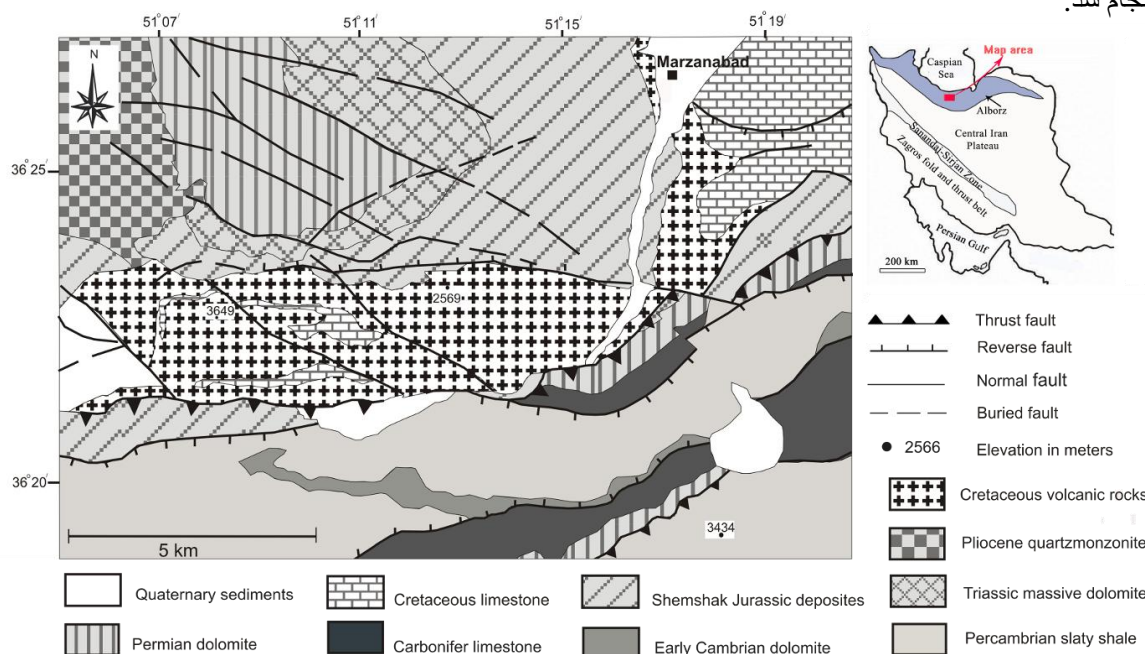 نجام شد.
51°07′
51°11′
51°15′
51°19′
N
Marzanabad
36°25′
36°20′
3649
2569
3434
5 km
Caspian
Sea
Map area
Alborz
Central Iran
Plateau
Sanandaj-Sirjan Zone
Zagros fold and thrust belt
Persian Gulf
200 km
Thrust fault
Reverse fault
Normal fault
Buried fault
2566 Elevation in meters
Cretaceous volcanic rocks
Pliocene quartzmonzonite
Quaternary sediments
Cretaceous limestone
Shemshak Jurassic deposites
Triassic massive dolomite
Permian dolomite
Carbonifer limestone
Early Cambrian dolomite
Percambrian slaty shale